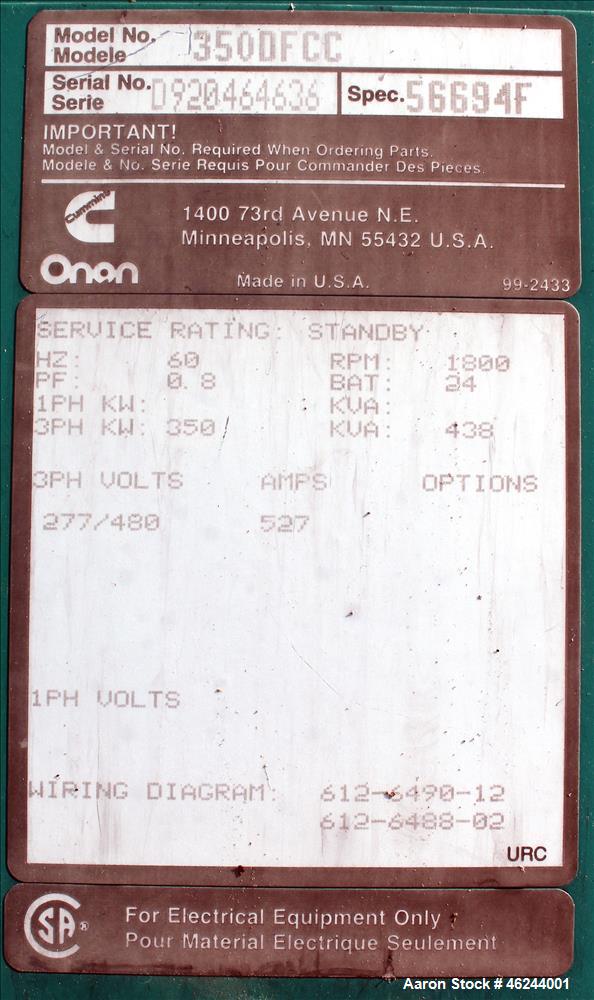 Model No. 350DFCC
Modele
Serial No. D920464636 Spec. 56694F
Serie
IMPORTANT!
Model & Serial No. Required When Ordering Parts.
Modele & No. Serie Requis Pour Commander Des Pieces.
Cummins
Onan
1400 73rd Avenue N.E.
Minneapolis, MN 55432 U.S.A.
Made in U.S.A. 99-2433
SERVICE RATING: STANDBY
HZ: 60 RPM: 1800
PF: 0.8 BAT: 24
1PH KW: KVA:
3PH KW: 350 KVA: 438
3PH VOLTS AMPS OPTIONS
277/480 527
1PH VOLTS
WIRING DIAGRAM: 612-6490-12
612-6488-02
URC
SA ®
For Electrical Equipment Only
Pour Material Electrique Seulement
Aaron Stock # 46244001